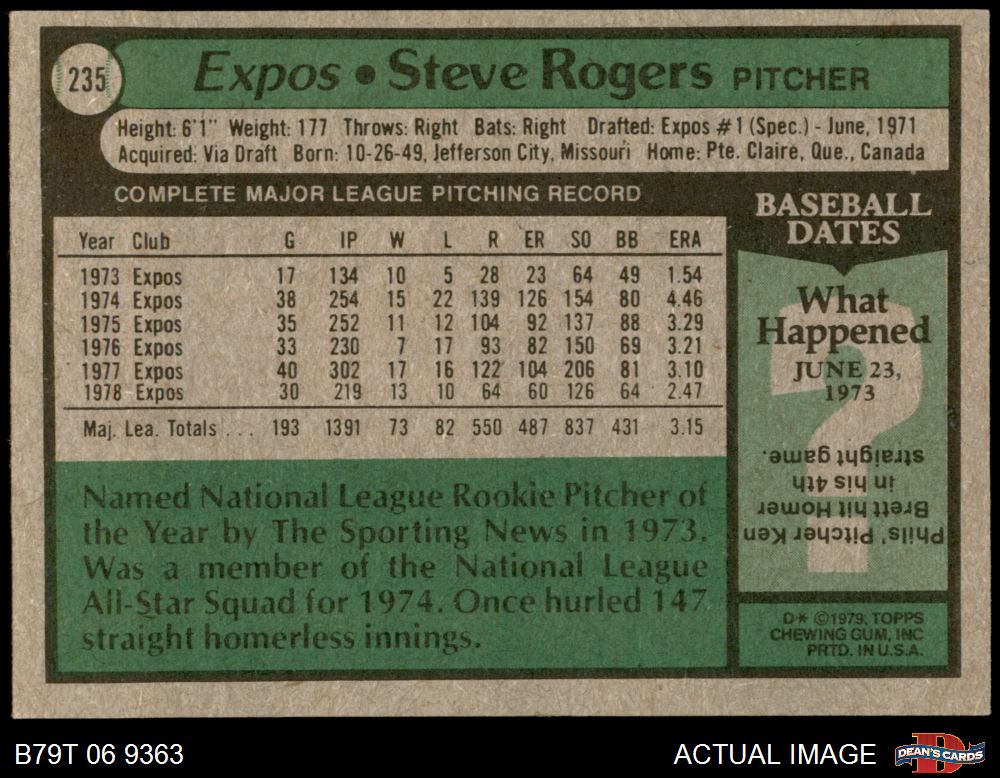 235
Expos • Steve Rogers PITCHER
Height: 6'1" Weight: 177 Throws: Right Bats: Right Drafted: Expos #1 (Spec.) - June, 1971
Acquired: Via Draft Born: 10-26-49, Jefferson City, Missouri Home: Pte. Claire, Que., Canada
COMPLETE MAJOR LEAGUE PITCHING RECORD
Year Club G IP W L R ER SO BB ERA
1973 Expos 17 134 10 5 28 23 64 49 1.54
1974 Expos 38 254 15 22 139 126 154 80 4.46
1975 Expos 35 252 11 12 104 92 137 88 3.29
1976 Expos 33 230 7 17 93 82 150 69 3.21
1977 Expos 40 302 17 16 122 104 206 81 3.10
1978 Expos 30 219 13 10 64 60 126 64 2.47
Maj. Lea. Totals ... 193 1391 73 82 550 487 837 431 3.15
Named National League Rookie Pitcher of
the Year by The Sporting News in 1973.
Was a member of the National League
All-Star Squad for 1974. Once hurled 147
straight homerless innings.
BASEBALL
DATES
What
Happened
JUNE 23,
1973
?
Phils' Pitcher Ken
Brett hit Homer
in his 4th
straight game.
D* ©1979, TOPPS
CHEWING GUM, INC
PRTD. IN U.S.A.
B79T 06 9363
ACTUAL IMAGE
DEAN'S CARDS